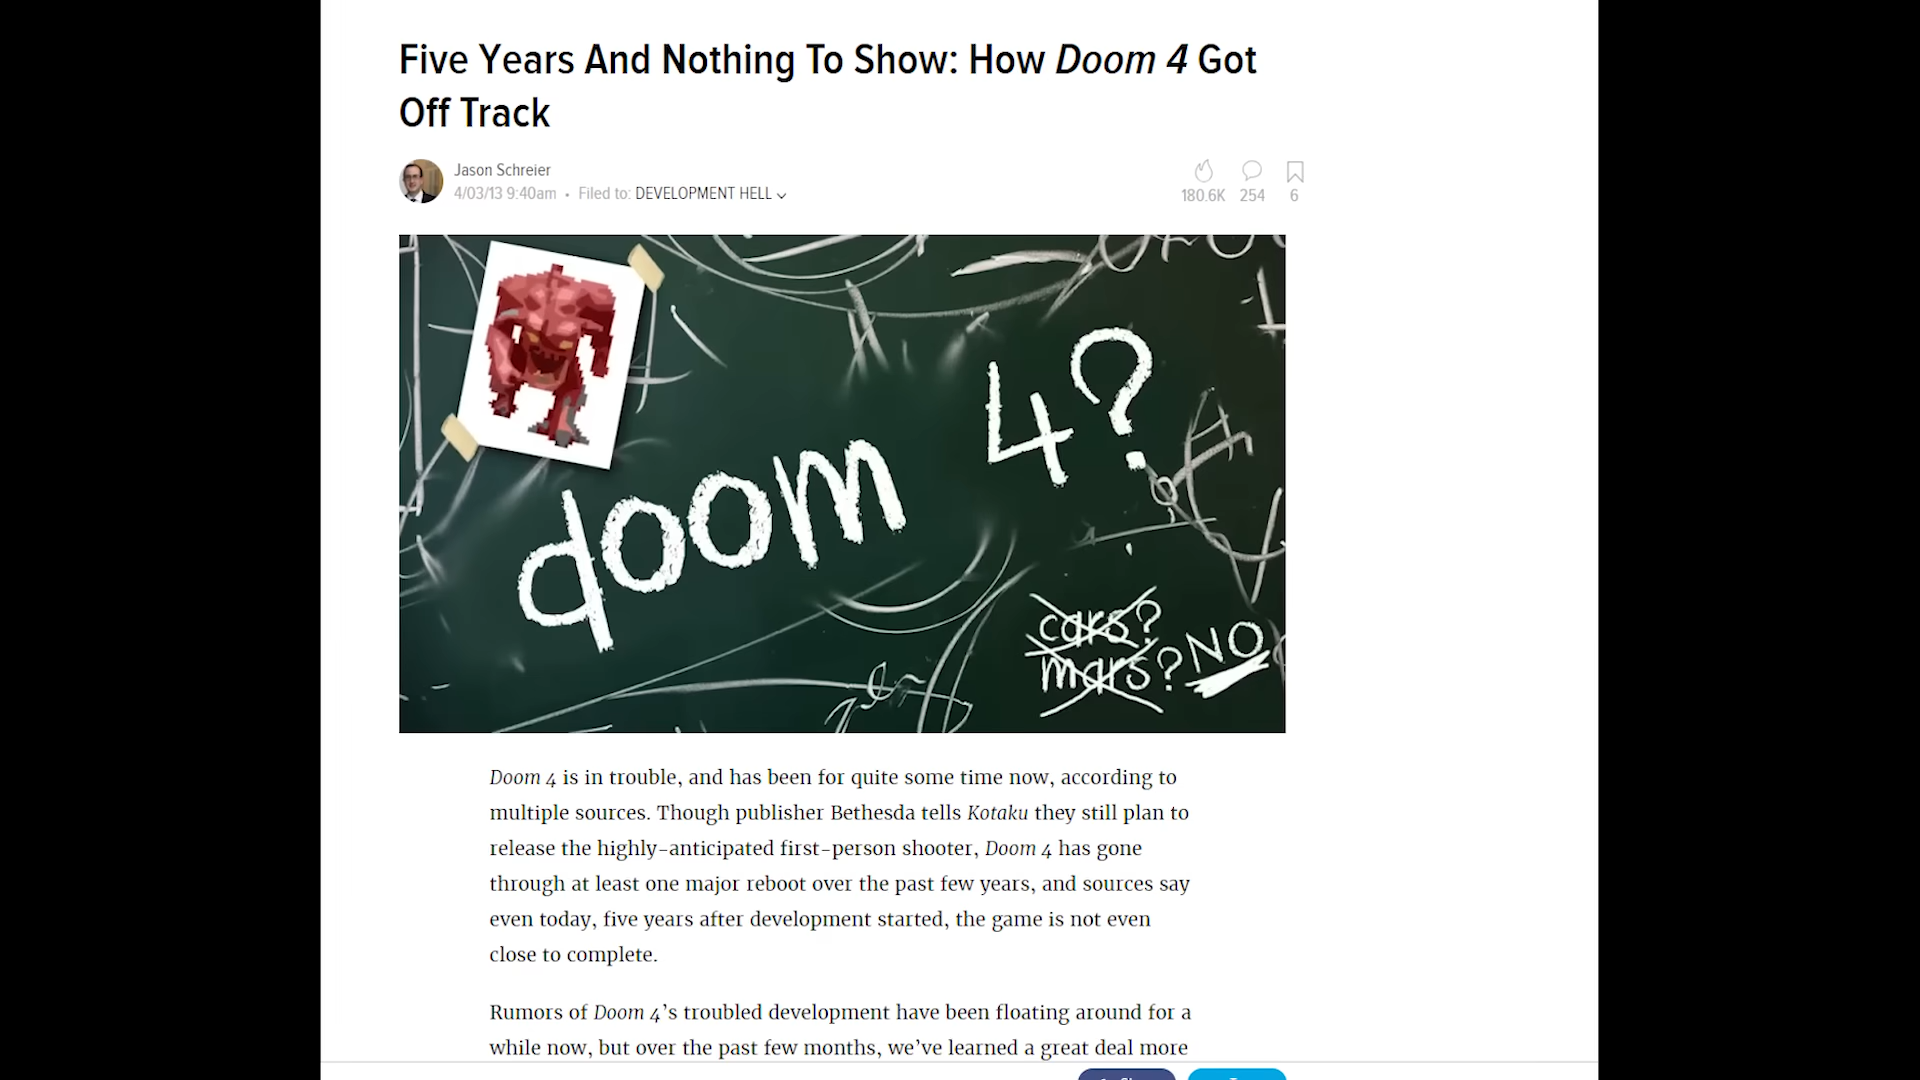 Five Years And Nothing To Show: How Doom 4 Got
Off Track
Jason Schreier
4/03/13 9:40am • Filed to: DEVELOPMENT HELL
180.6K 254 6
doom 4?
cars?
mars? NO
Doom 4 is in trouble, and has been for quite some time now, according to
multiple sources. Though publisher Bethesda tells Kotaku they still plan to
release the highly-anticipated first-person shooter, Doom 4 has gone
through at least one major reboot over the past few years, and sources say
even today, five years after development started, the game is not even
close to complete.
Rumors of Doom 4’s troubled development have been floating around for a
while now, but over the past few months, we’ve learned a great deal more